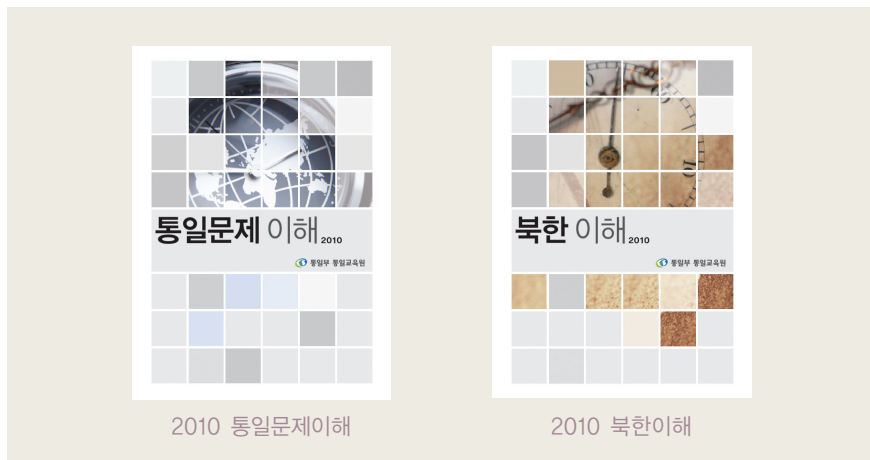 통일문제 이해 2010
통일부 통일교육원
2010 통일문제이해
북한 이해 2010
통일부 통일교육원
2010 북한이해